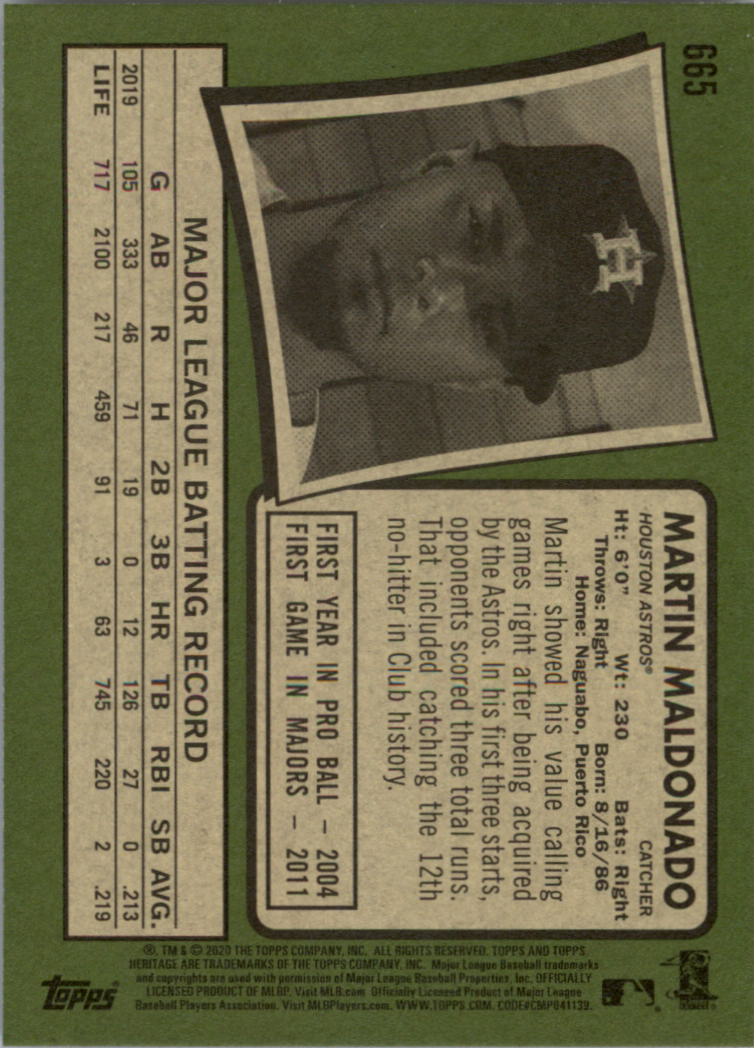 665
MARTIN MALDONADO
HOUSTON ASTROS® CATCHER
Ht: 6'0" Wt: 230 Bats: Right
Throws: Right Born: 8/16/86
Home: Naguabo, Puerto Rico
Martin showed his value calling
games right after being acquired
by the Astros. In his first three starts,
opponents scored three total runs.
That included catching the 12th
no-hitter in Club history.
FIRST YEAR IN PRO BALL – 2004
FIRST GAME IN MAJORS – 2011
MAJOR LEAGUE BATTING RECORD
G AB R H 2B 3B HR TB RBI SB AVG.
2019 105 333 46 71 19 0 12 126 27 0 .213
LIFE 717 2100 217 459 91 3 63 745 220 2 .219
®, TM & © 2020 THE TOPPS COMPANY, INC. ALL RIGHTS RESERVED. TOPPS AND TOPPS
HERITAGE ARE TRADEMARKS OF THE TOPPS COMPANY, INC. Major League Baseball trademarks
and copyrights are used with permission of Major League Baseball Properties, Inc. OFFICIALLY
LICENSED PRODUCT OF MLBP. Visit MLB.com Officially Licensed Product of Major League
Baseball Players Association. Visit MLBPlayers.com. WWW.TOPPS.COM. CODE#CMP041139.
topps